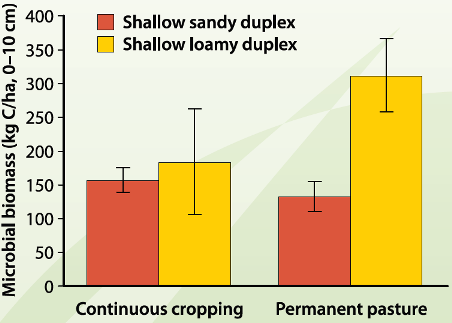 Microbial biomass (kg C/ha, 0–10 cm)
400
350
300
250
200
150
100
50
0
Shallow sandy duplex
Shallow loamy duplex
Continuous cropping
Permanent pasture